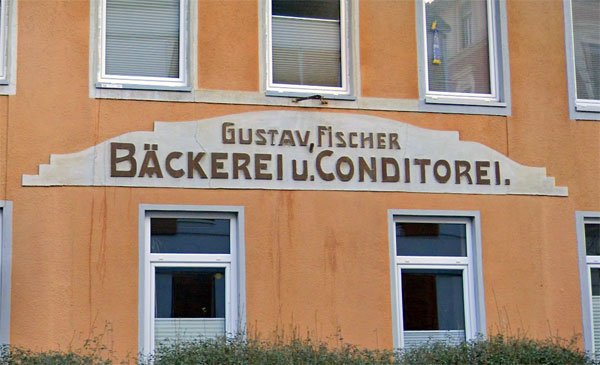 GUSTAV, FISCHER
BÄCKEREI U. CONDITOREI.